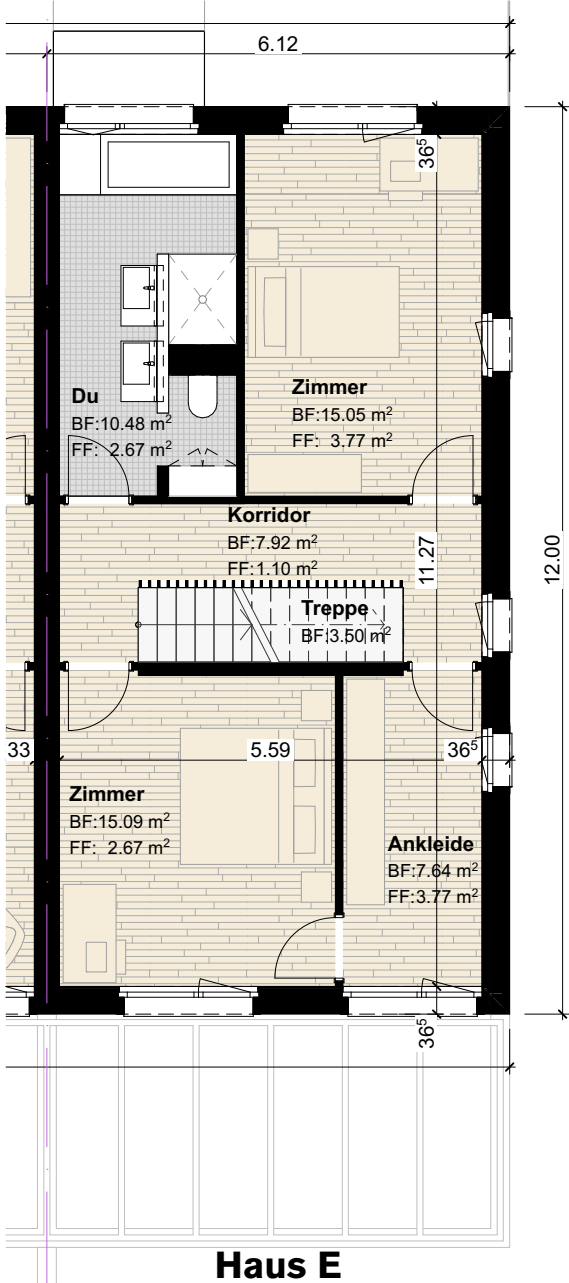 6.12
36⁵
Du
BF:10.48 m²
FF: 2.67 m²
Zimmer
BF:15.05 m²
FF: 3.77 m²
Korridor
BF:7.92 m²
FF:1.10 m²
11.27
12.00
Treppe
BF:3.50 m²
33
5.59
36⁵
Zimmer
BF:15.09 m²
FF: 2.67 m²
Ankleide
BF:7.64 m²
FF:3.77 m²
36⁵
Haus E